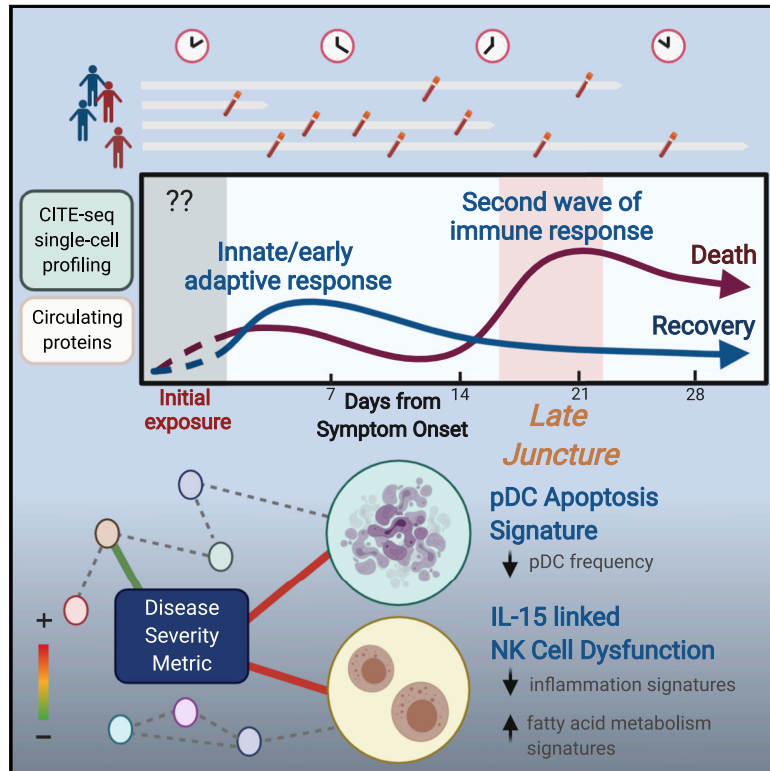 CITE-seq
single-cell
profiling
Circulating
proteins
??
Innate/early
adaptive response
Second wave of
immune response
Death
Recovery
Initial
exposure
7
14
21
28
Days from
Symptom Onset
Late
Juncture
pDC Apoptosis
Signature
pDC frequency
Disease
Severity
Metric
+
–
IL-15 linked
NK Cell Dysfunction
inflammation signatures
fatty acid metabolism
signatures